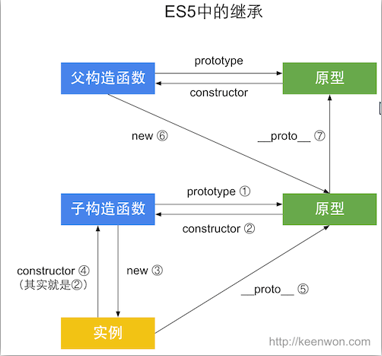 ES5中的继承
父构造函数
prototype
constructor
原型
new ⑥
__proto__ ⑦
子构造函数
prototype ①
constructor ②
原型
constructor ④
（其实就是②）
new ③
__proto__ ⑤
实例
http://keenwon.com